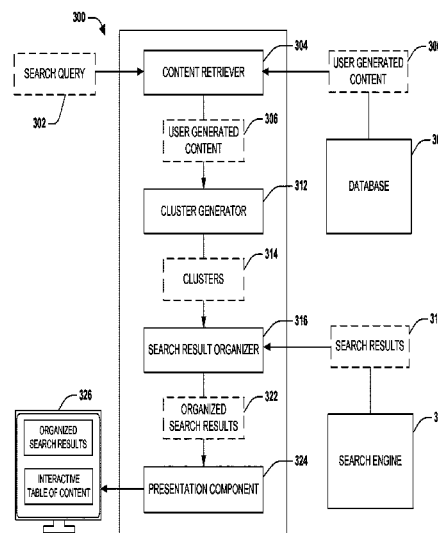 300
SEARCH QUERY
302
CONTENT RETRIEVER
304
USER GENERATED
CONTENT
DATABASE
306
USER GENERATED
CONTENT
312
CLUSTER GENERATOR
314
CLUSTERS
316
SEARCH RESULT ORGANIZER
SEARCH RESULTS
SEARCH ENGINE
322
ORGANIZED
SEARCH RESULTS
324
PRESENTATION COMPONENT
326
ORGANIZED
SEARCH RESULTS
INTERACTIVE
TABLE OF CONTENT